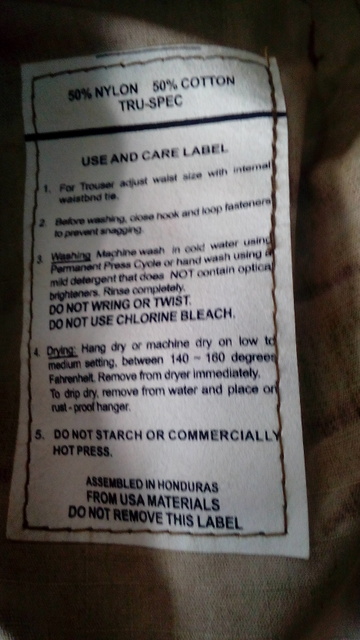 50% NYLON 50% COTTON
TRU-SPEC
USE AND CARE LABEL
1. For Trouser adjust waist size with internal
waistbnd tie.
2. Before washing, close hook and loop fasteners
to prevent snagging.
3. Washing Machine wash in cold water using
Permanent Press Cycle or hand wash using a
mild detergent that does NOT contain optica
brighteners. Rinse completely.
DO NOT WRING OR TWIST.
DO NOT USE CHLORINE BLEACH.
4. Drying: Hang dry or machine dry on low to
medium setting, between 140 ~ 160 degrees
Fahrenheit. Remove from dryer immediately.
To drip dry, remove from water and place on
rust - proof hanger.
5. DO NOT STARCH OR COMMERCIALLY
HOT PRESS.
ASSEMBLED IN HONDURAS
FROM USA MATERIALS
DO NOT REMOVE THIS LABEL